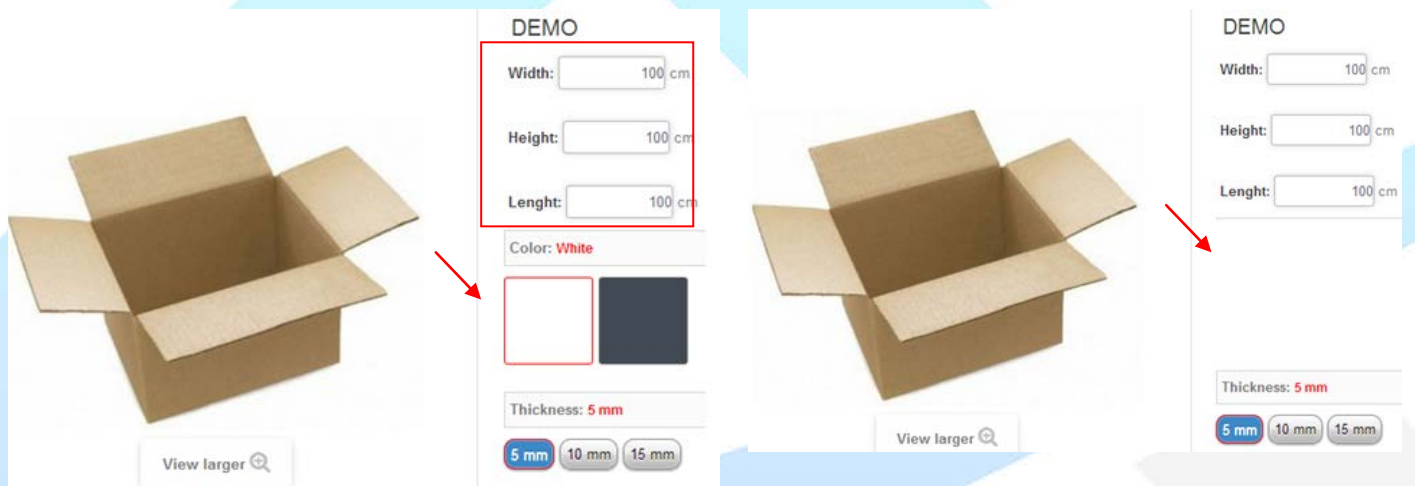 DEMO
Width: 100 cm
Height: 100 cm
Lenght: 100 cm
Color: White
Thickness: 5 mm
5 mm 10 mm 15 mm
View larger
DEMO
Width: 100 cm
Height: 100 cm
Lenght: 100 cm
Thickness: 5 mm
5 mm 10 mm 15 mm
View larger